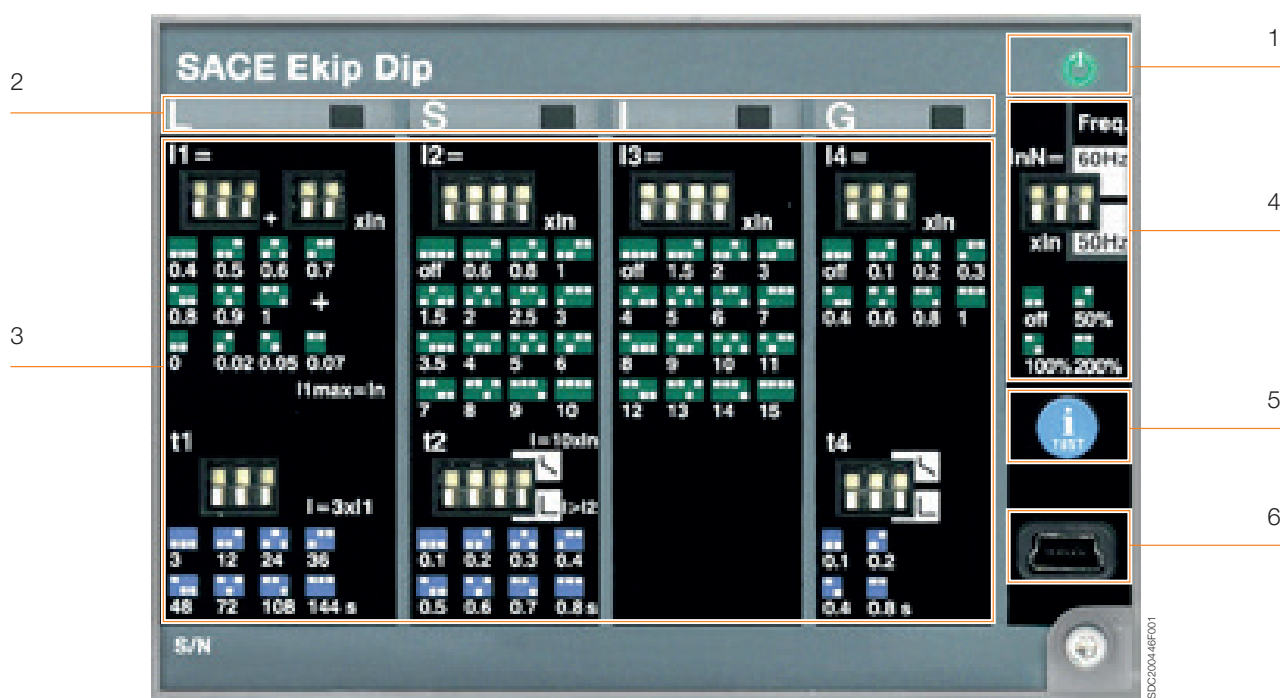 1
SACE Ekip Dip
2
L S I G
Freq.
I1= I2= I3= I4= InN= 60Hz
+ xIn xIn xIn xIn xIn 50Hz
4
0.4 0.5 0.6 0.7 off 0.6 0.8 1 off 1.5 2 3 off 0.1 0.2 0.3
0.8 0.9 1 + 1.5 2 2.5 3 4 5 6 7 0.4 0.6 0.8 1 off 50%
3
0 0.02 0.05 0.07 3.5 4 5 6 8 9 10 11 100% 200%
I1max=In
7 8 9 10 12 13 14 15
5
i
TEST
t1 t2 I=10xIn t4
I=3xI1 I>I2
6
3 12 24 36 0.1 0.2 0.3 0.4 0.1 0.2
48 72 108 144 s 0.5 0.6 0.7 0.8s 0.4 0.8 s
S/N
SDC200446F001